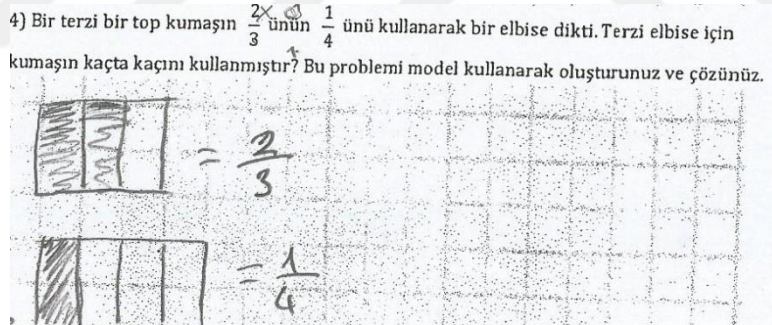 4) Bir terzi bir top kumaşın 2/3 ünün 1/4 ünü kullanarak bir elbise dikti. Terzi elbise için
kumaşın kaçta kaçını kullanmıştır? Bu problemi model kullanarak oluşturunuz ve çözünüz.
= 2/3
= 1/4